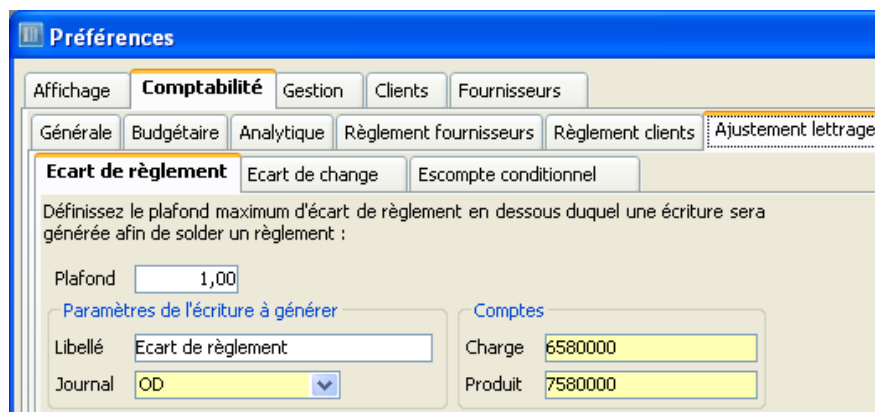 Préférences
Affichage Comptabilité Gestion Clients Fournisseurs
Générale Budgétaire Analytique Règlement fournisseurs Règlement clients Ajustement lettrage
Ecart de règlement Ecart de change Escompte conditionnel
Définissez le plafond maximum d'écart de règlement en dessous duquel une écriture sera
générée afin de solder un règlement :
Plafond 1,00
Paramètres de l'écriture à générer Comptes
Libellé Ecart de règlement Charge 6580000
Journal OD Produit 7580000